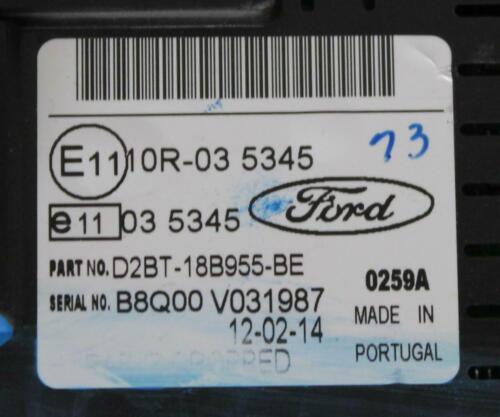 73
E11 10R-03 5345
e11 03 5345 Ford
PART NO. D2BT-18B955-BE
SERIAL NO. B8Q00 V031987
0259A
12-02-14
MADE IN
PORTUGAL